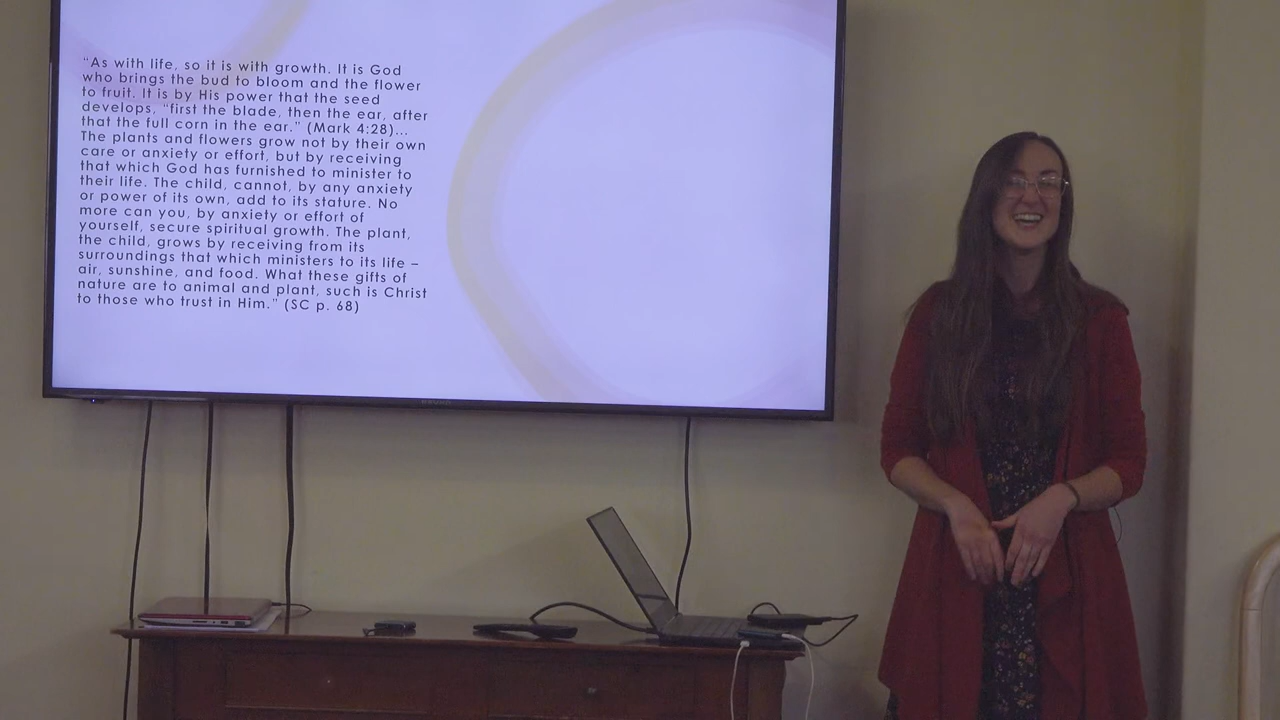 “As with life, so it is with growth. It is God
who brings the bud to bloom and the flower
to fruit. It is by His power that the seed
develops, “first the blade, then the ear, after
that the full corn in the ear.” (Mark 4:28)...
The plants and flowers grow not by their own
care or anxiety or effort, but by receiving
that which God has furnished to minister to
their life. The child, cannot, by any anxiety
or power of its own, add to its stature. No
more can you, by anxiety or effort of
yourself, secure spiritual growth. The plant,
the child, grows by receiving from its
surroundings that which ministers to its life –
air, sunshine, and food. What these gifts of
nature are to animal and plant, such is Christ
to those who trust in Him.” (SC p. 68)